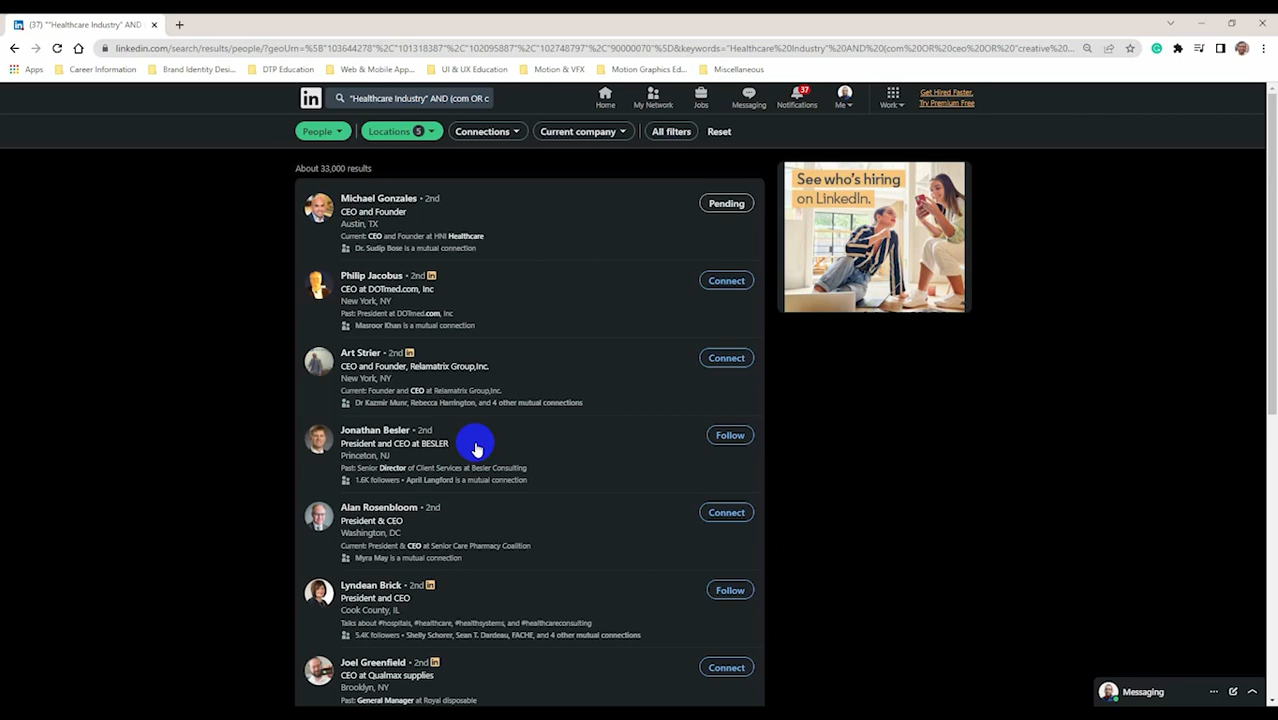 (37) "Healthcare Industry" AND
linkedin.com/search/results/people/?geoUrn=%5B"103644278"%2C"101318387"%2C"102095887"%2C"102748797"%2C"90000070"%5D&keywords="Healthcare%20Industry"%20AND%20(com%20OR%20ceo%20OR%20"creative%20...
Apps
Career Information
Brand Identity Desi...
DTP Education
Web & Mobile App...
UI & UX Education
Motion & VFX
Motion Graphics Ed...
Miscellaneous
in
"Healthcare Industry" AND (com OR c
Home
My Network
Jobs
Messaging
37
Notifications
Me
Work
Get Hired Faster,
Try Premium Free
People
Locations 5
Connections
Current company
All filters
Reset
About 33,000 results
Michael Gonzales • 2nd
CEO and Founder
Austin, TX
Current: CEO and Founder at HNI Healthcare
Dr. Sudip Bose is a mutual connection
Pending
Philip Jacobus • 2nd in
CEO at DOTmed.com, Inc
New York, NY
Past: President at DOTmed.com, Inc
Masroor Khan is a mutual connection
Connect
Art Strier • 2nd in
CEO and Founder, Relamatrix Group,Inc.
New York, NY
Current: Founder and CEO at Relamatrix Group,Inc.
Dr Kazmir Munr, Rebecca Harrington, and 4 other mutual connections
Connect
Jonathan Besler • 2nd
President and CEO at BESLER
Princeton, NJ
Past: Senior Director of Client Services at Besler Consulting
1.6K followers • April Langford is a mutual connection
Follow
Alan Rosenbloom • 2nd
President & CEO
Washington, DC
Current: President & CEO at Senior Care Pharmacy Coalition
Myra May is a mutual connection
Connect
Lyndean Brick • 2nd in
President and CEO
Cook County, IL
Talks about #hospitals, #healthcare, #healthsystems, and #healthcareconsulting
5.4K followers • Shelly Schorer, Sean T. Dardeau, FACHE, and 4 other mutual connections
Follow
Joel Greenfield • 2nd in
CEO at Qualmax supplies
Brooklyn, NY
Past: General Manager at Royal disposable
Connect
See who's hiring
on LinkedIn.
Messaging